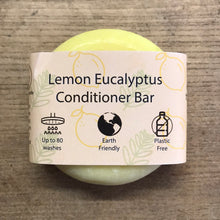 Lemon Eucalyptus
Conditioner Bar
Up to 80
Washes
Earth
Friendly
Plastic
Free